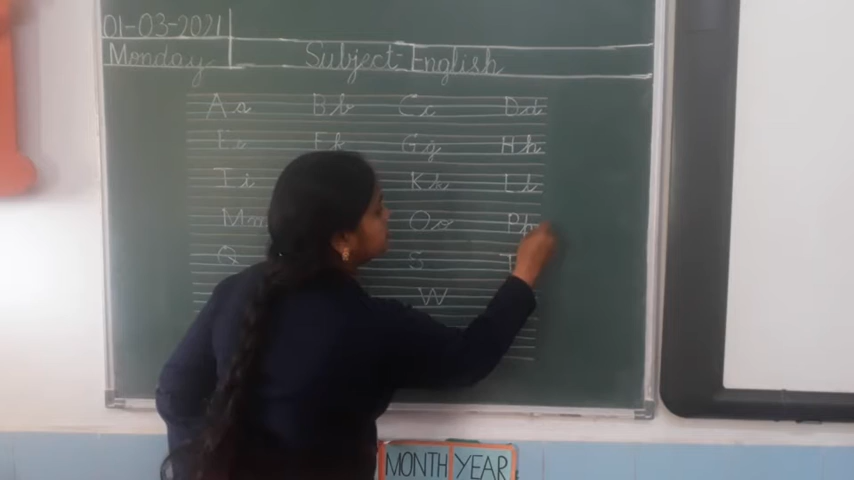 01-03-2021
Monday Subject-English
Aa Bb Cc Dd
Ee Ff Gg Hh
Ii Kk Ll
Mm Oo Pp
Q S T
W
MONTH YEAR